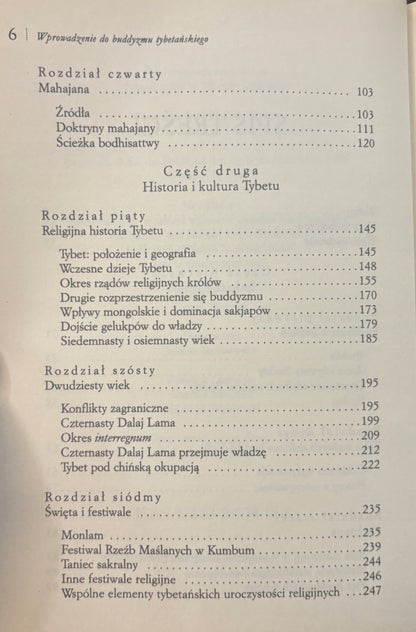 6 | Wprowadzenie do buddyzmu tybetańskiego
Rozdział czwarty
Mahajana ........................................ 103
Źródła ........................................ 103
Doktryny mahajany ........................................ 111
Ścieżka bodhisattwy ........................................ 120
Część druga
Historia i kultura Tybetu
Rozdział piąty
Religijna historia Tybetu ........................................ 145
Tybet: położenie i geografia ........................................ 145
Wczesne dzieje Tybetu ........................................ 148
Okres rządów religijnych królów ........................................ 155
Drugie rozprzestrzenienie się buddyzmu ........................................ 170
Wpływy mongolskie i dominacja sakjapów ........................................ 173
Dojście gelukpów do władzy ........................................ 179
Siedemnasty i osiemnasty wiek ........................................ 185
Rozdział szósty
Dwudziesty wiek ........................................ 195
Konflikty zagraniczne ........................................ 195
Czternasty Dalaj Lama ........................................ 199
Okres interregnum ........................................ 209
Czternasty Dalaj Lama przejmuje władzę ........................................ 212
Tybet pod chińską okupacją ........................................ 222
Rozdział siódmy
Święta i festiwale ........................................ 235
Monlam ........................................ 235
Festiwal Rzeźb Maślanych w Kumbum ........................................ 239
Taniec sakralny ........................................ 244
Inne festiwale religijne ........................................ 246
Wspólne elementy tybetańskich uroczystości religijnych ... 247